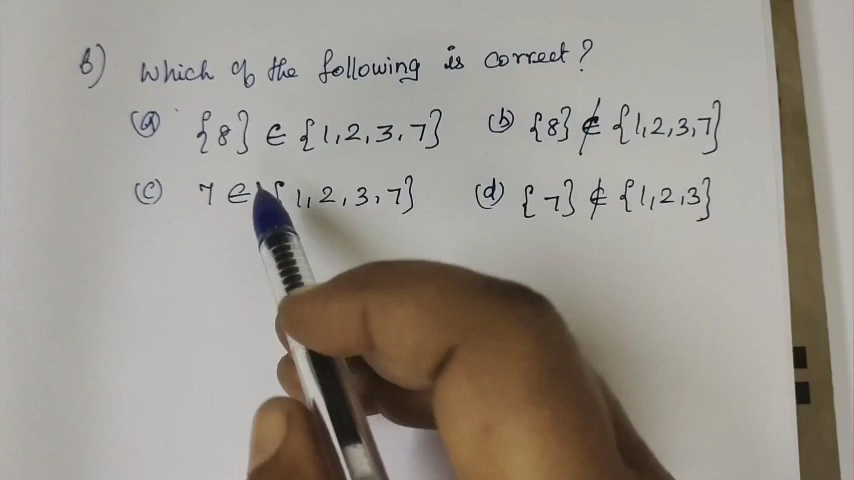 6) Which of the following is correct?
(a) {8} ∈ {1,2,3,7} (b) {8} ∉ {1,2,3,7}
(c) 7 ∈ {1,2,3,7} (d) {7} ∉ {1,2,3}